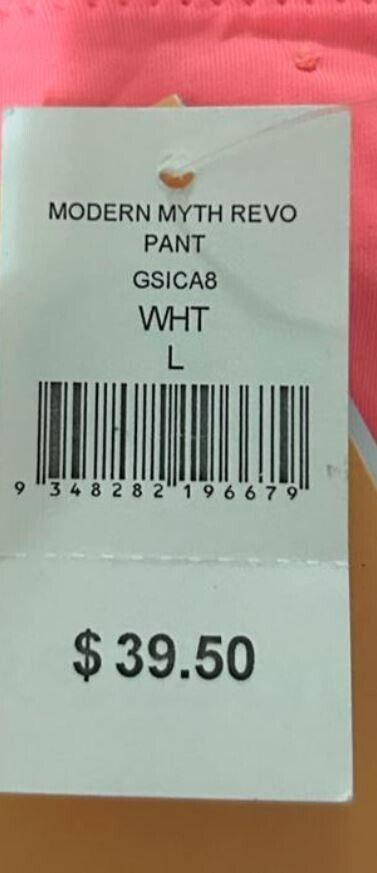 MODERN MYTH REVO
PANT
GSICA8
WHT
L
9 348282 196679
$ 39.50